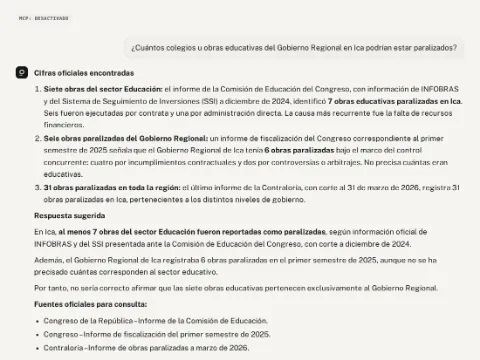 MCP: DESACTIVADO
¿Cuántos colegios u obras educativas del Gobierno Regional en Ica podrían estar paralizados?
Cifras oficiales encontradas
1. Siete obras del sector Educación: el informe de la Comisión de Educación del Congreso, con información de INFOBRAS
y del Sistema de Seguimiento de Inversiones (SSI) a diciembre de 2024, identificó 7 obras educativas paralizadas en Ica.
Seis fueron ejecutadas por contrata y una por administración directa. La causa más recurrente fue la falta de recursos
financieros.
2. Seis obras paralizadas del Gobierno Regional: un informe de fiscalización del Congreso correspondiente al primer
semestre de 2025 señala que el Gobierno Regional de Ica tenía 6 obras paralizadas bajo el marco del control
concurrente: cuatro por incumplimientos contractuales y dos por controversias o arbitrajes. No precisa cuántas eran
educativas.
3. 31 obras paralizadas en toda la región: el último informe de la Contraloría, con corte al 31 de marzo de 2026, registra 31
obras paralizadas en Ica, pertenecientes a los distintos niveles de gobierno.
Respuesta sugerida
En Ica, al menos 7 obras del sector Educación fueron reportadas como paralizadas, según información oficial de
INFOBRAS y del SSI presentada ante la Comisión de Educación del Congreso, con corte a diciembre de 2024.
Además, el Gobierno Regional de Ica registraba 6 obras paralizadas en el primer semestre de 2025, aunque no se ha
precisado cuántas corresponden al sector educativo.
Por tanto, no sería correcto afirmar que las siete obras educativas pertenecen exclusivamente al Gobierno Regional.
Fuentes oficiales para consulta:
• Congreso de la República – Informe de la Comisión de Educación.
• Congreso – Informe de fiscalización del primer semestre de 2025.
• Contraloría – Informe de obras paralizadas a marzo de 2026.